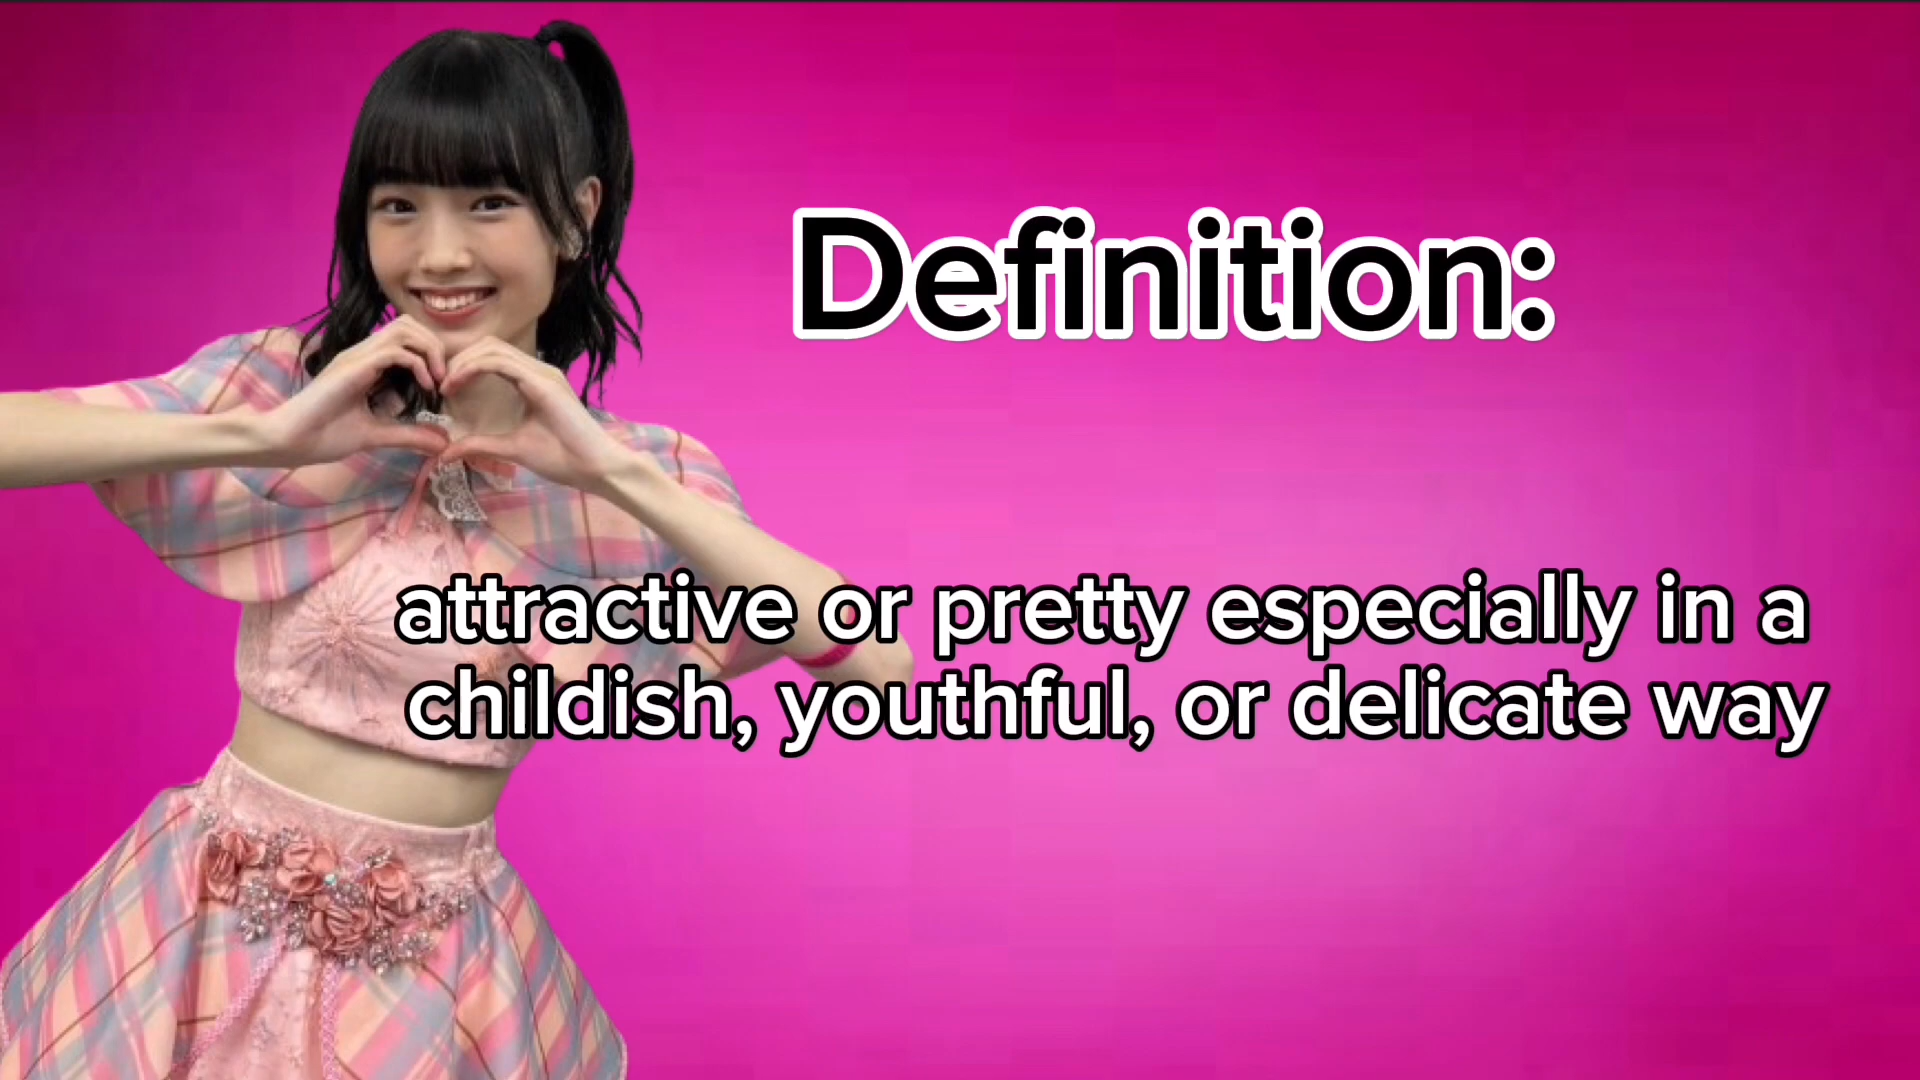 Definition:
attractive or pretty especially in a
childish, youthful, or delicate way